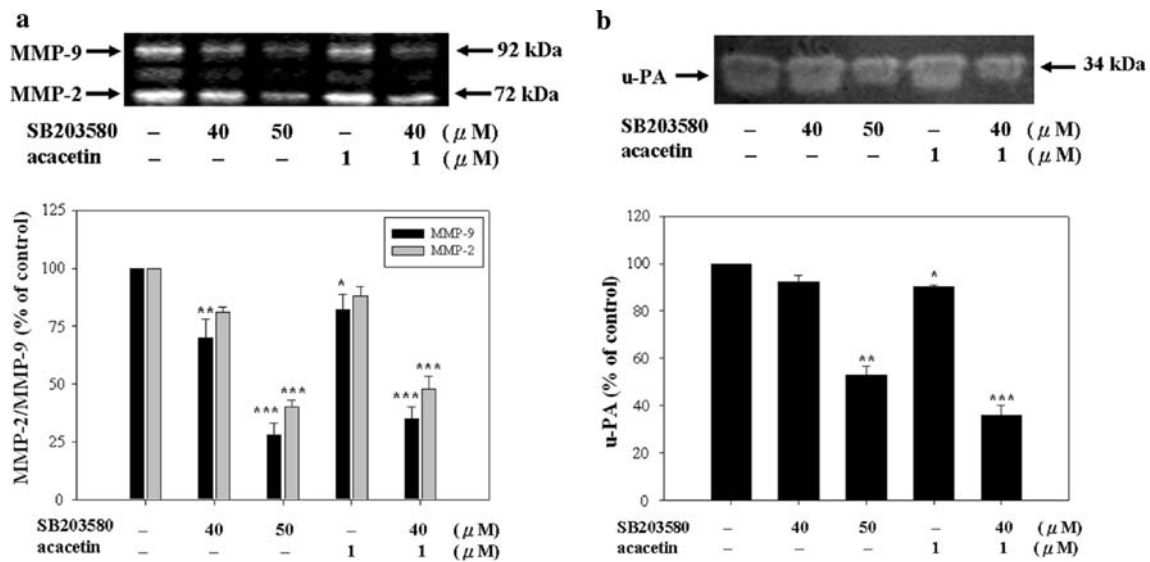 a
MMP-9 92 kDa
MMP-2 72 kDa
SB203580 – 40 50 – 40 (μM)
acacetin – – – 1 1 (μM)
MMP-2/MMP-9 (% of control)
125
100
75
50
25
0
MMP-9
MMP-2
** *** *** * *** ***
SB203580 – 40 50 – 40 (μM)
acacetin – – – 1 1 (μM)
b
u-PA 34 kDa
SB203580 – 40 50 – 40 (μM)
acacetin – – – 1 1 (μM)
u-PA (% of control)
120
100
80
60
40
20
0
** * ***
SB203580 – 40 50 – 40 (μM)
acacetin – – – 1 1 (μM)